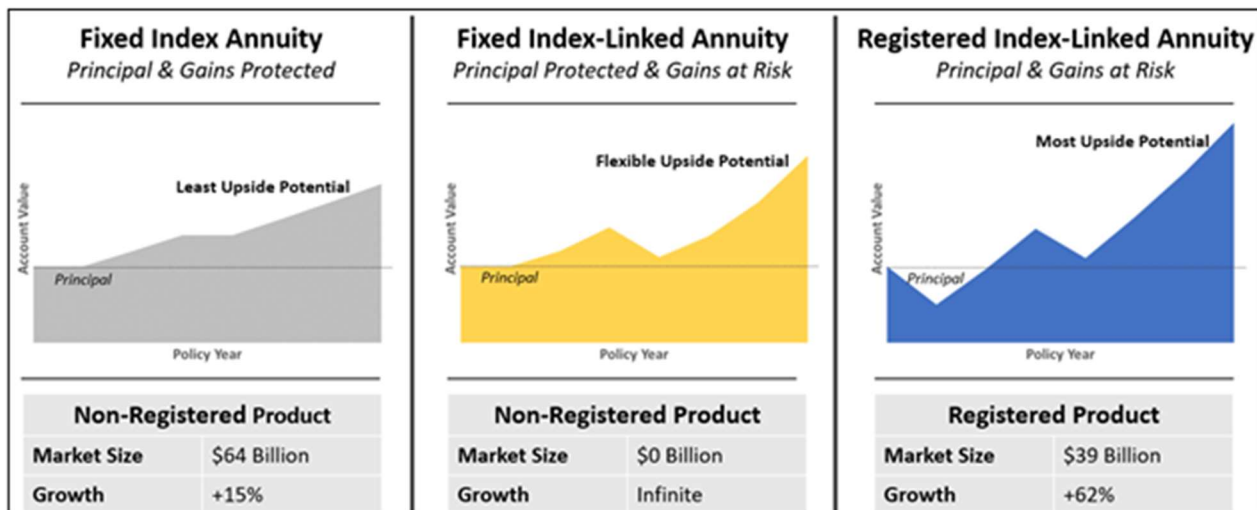 Fixed Index Annuity
Principal & Gains Protected
Least Upside Potential
Account Value
Principal
Policy Year
Non-Registered Product
Market Size $64 Billion
Growth +15%
Fixed Index-Linked Annuity
Principal Protected & Gains at Risk
Flexible Upside Potential
Account Value
Principal
Policy Year
Non-Registered Product
Market Size $0 Billion
Growth Infinite
Registered Index-Linked Annuity
Principal & Gains at Risk
Most Upside Potential
Account Value
Principal
Policy Year
Registered Product
Market Size $39 Billion
Growth +62%